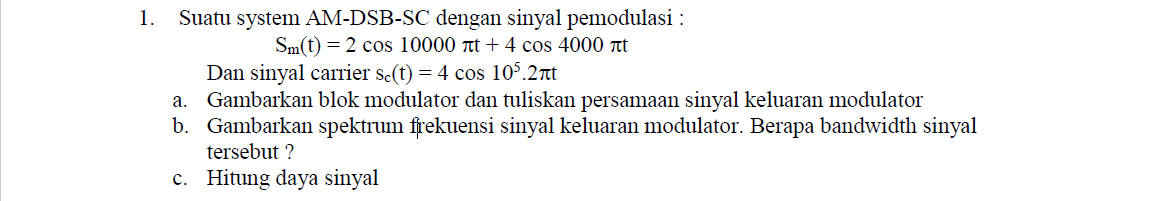 1. Suatu system AM-DSB-SC dengan sinyal pemodulasi :
Sm(t) = 2 cos 10000 πt + 4 cos 4000 πt
Dan sinyal carrier sc(t) = 4 cos 10⁵.2πt
a. Gambarkan blok modulator dan tuliskan persamaan sinyal keluaran modulator
b. Gambarkan spektrum frekuensi sinyal keluaran modulator. Berapa bandwidth sinyal
tersebut ?
c. Hitung daya sinyal